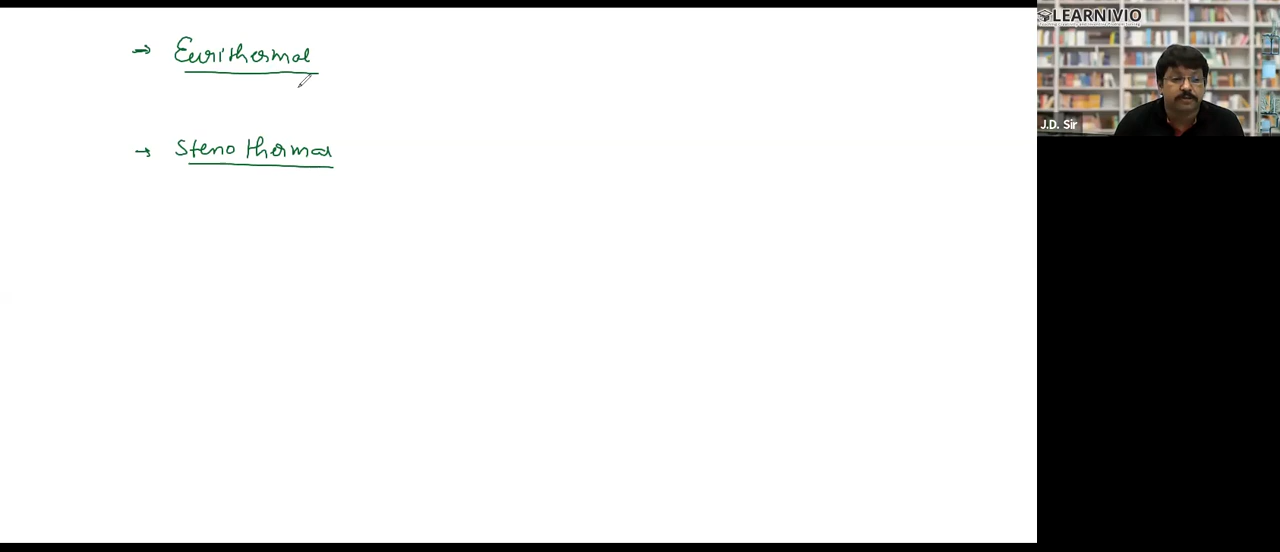 → Eurithermal
→ Steno thermal
LEARNIVIO
J.D. Sir